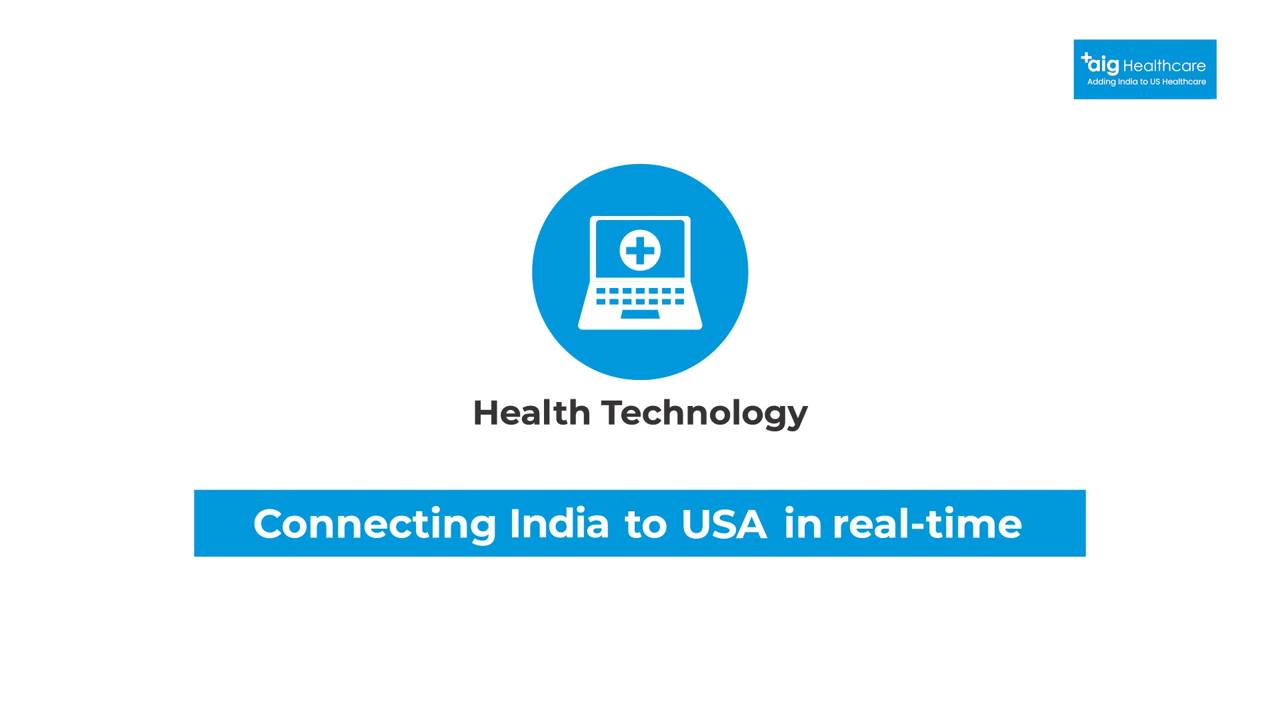 +aig Healthcare
Adding India to US Healthcare
Health Technology
Connecting India to USA in real-time